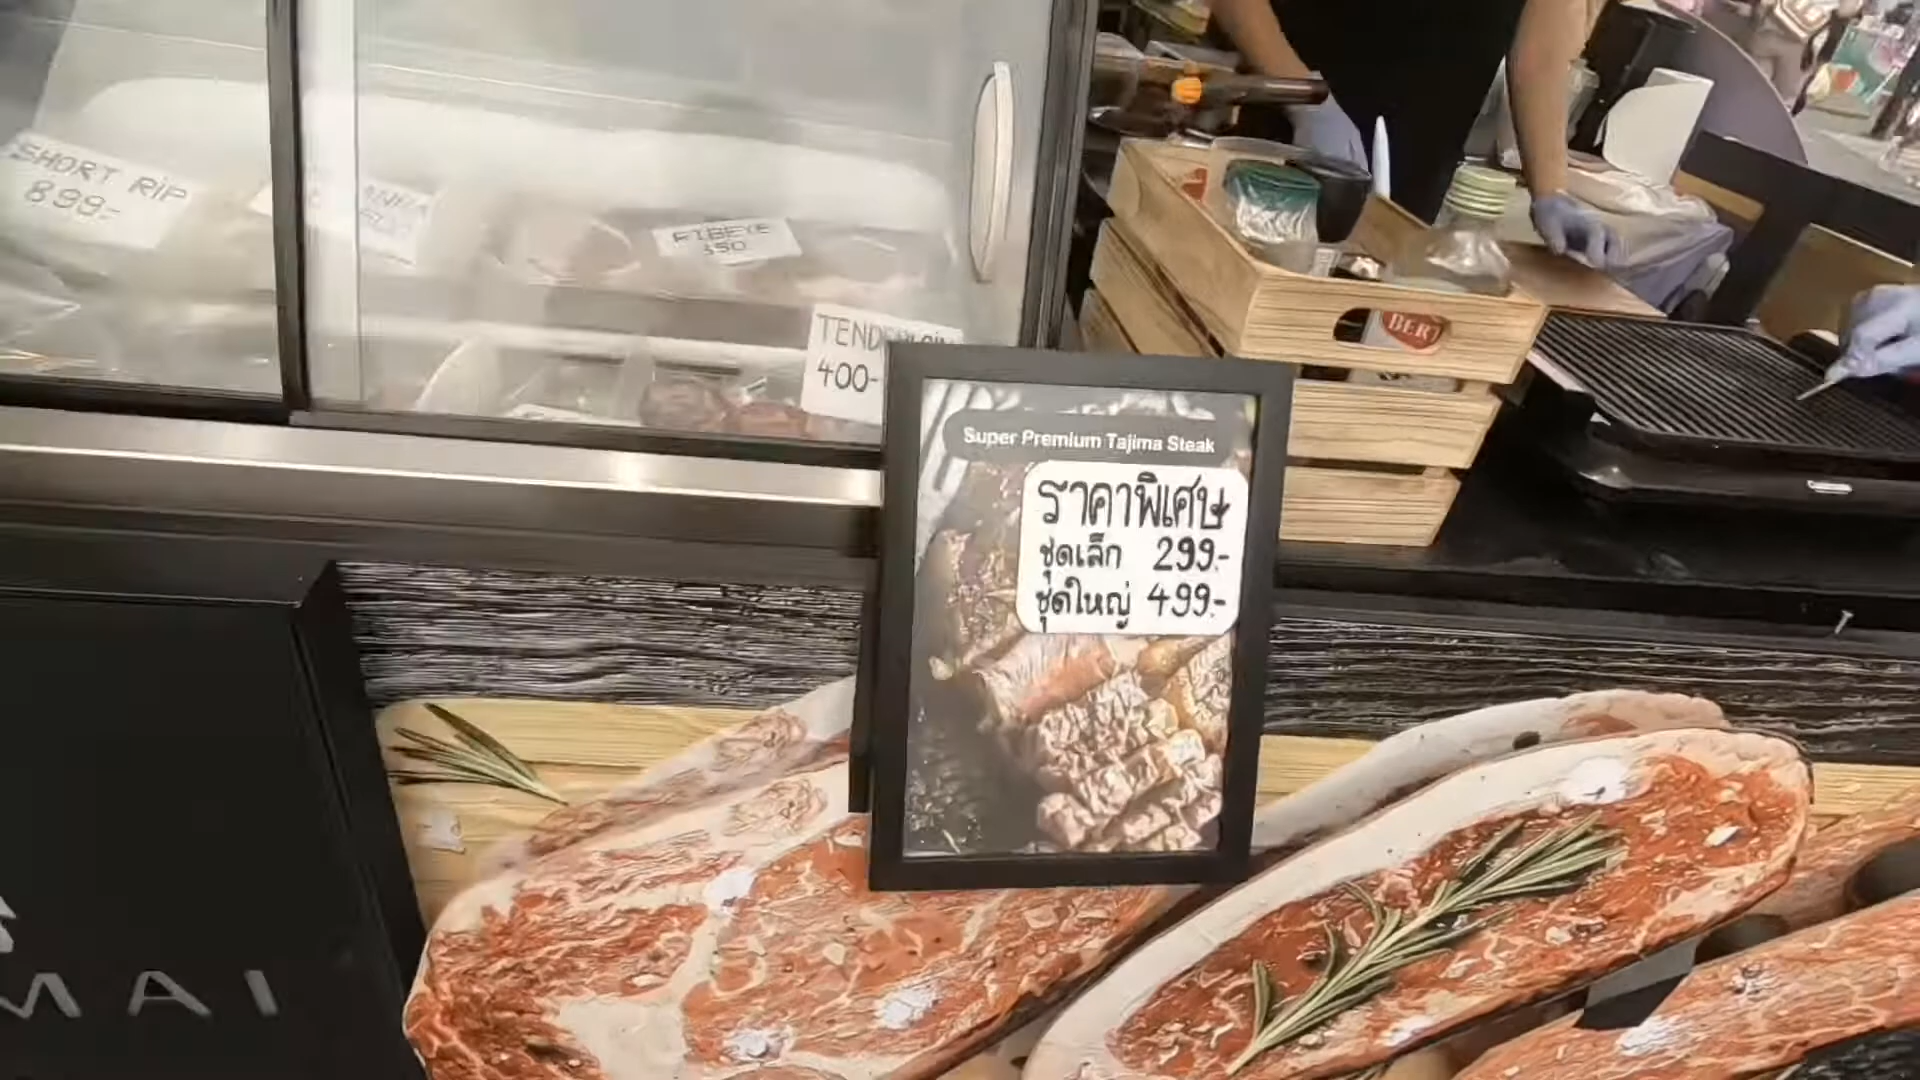 SHORT RIP
899.-
RIBEYE
350
TENDERLOIN
400-
BERT
Super Premium Tajima Steak
ราคาพิเศษ
ชุดเล็ก 299.-
ชุดใหญ่ 499.-
MAI